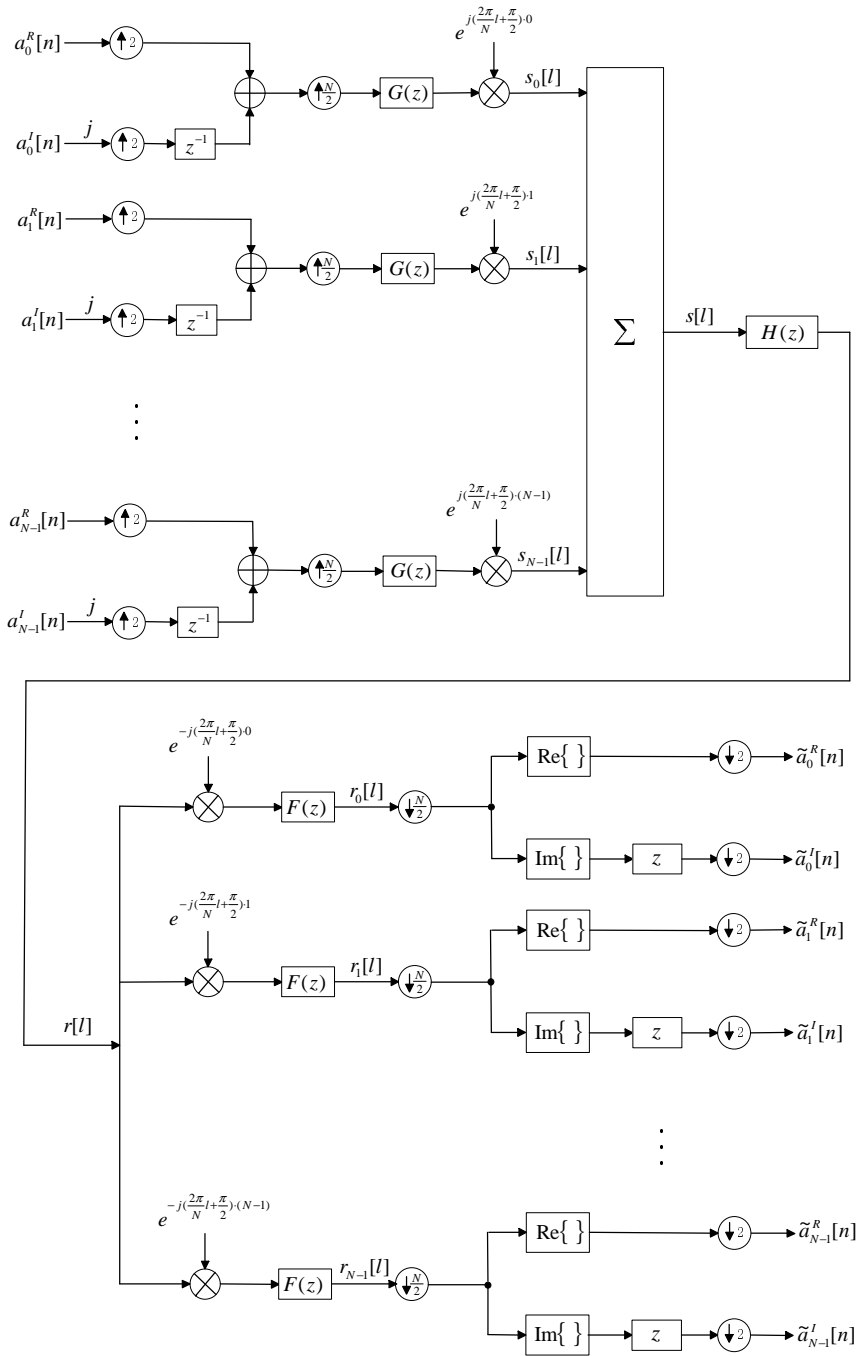 e^{j(\frac{2\pi}{N}l+\frac{\pi}{2})\cdot 0}
a_0^R[n] ↑2
↑N/2 G(z) s_0[l]
a_0^I[n] j ↑2 z^{-1}
e^{j(\frac{2\pi}{N}l+\frac{\pi}{2})\cdot 1}
a_1^R[n] ↑2
↑N/2 G(z) s_1[l]
a_1^I[n] j ↑2 z^{-1}
∑ s[l] H(z)
e^{j(\frac{2\pi}{N}l+\frac{\pi}{2})\cdot (N-1)}
a_{N-1}^R[n] ↑2
↑N/2 G(z) s_{N-1}[l]
a_{N-1}^I[n] j ↑2 z^{-1}
e^{-j(\frac{2\pi}{N}l+\frac{\pi}{2})\cdot 0}
Re{ } ↓2 \tilde{a}_0^R[n]
F(z) r_0[l] ↓N/2
Im{ } z ↓2 \tilde{a}_0^I[n]
e^{-j(\frac{2\pi}{N}l+\frac{\pi}{2})\cdot 1}
Re{ } ↓2 \tilde{a}_1^R[n]
F(z) r_1[l] ↓N/2
r[l]
Im{ } z ↓2 \tilde{a}_1^I[n]
e^{-j(\frac{2\pi}{N}l+\frac{\pi}{2})\cdot (N-1)}
Re{ } ↓2 \tilde{a}_{N-1}^R[n]
F(z) r_{N-1}[l] ↓N/2
Im{ } z ↓2 \tilde{a}_{N-1}^I[n]